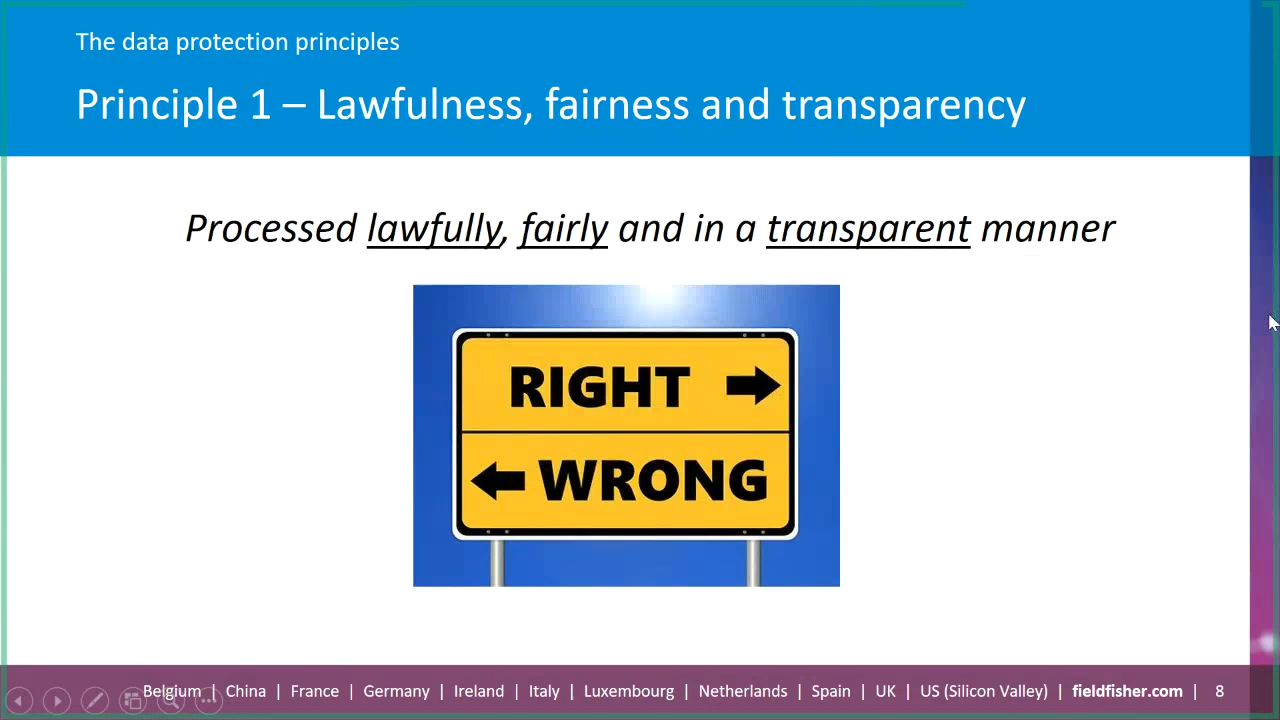 The data protection principles
Principle 1 – Lawfulness, fairness and transparency
Processed lawfully, fairly and in a transparent manner
RIGHT
WRONG
Belgium | China | France | Germany | Ireland | Italy | Luxembourg | Netherlands | Spain | UK | US (Silicon Valley) | fieldfisher.com | 8